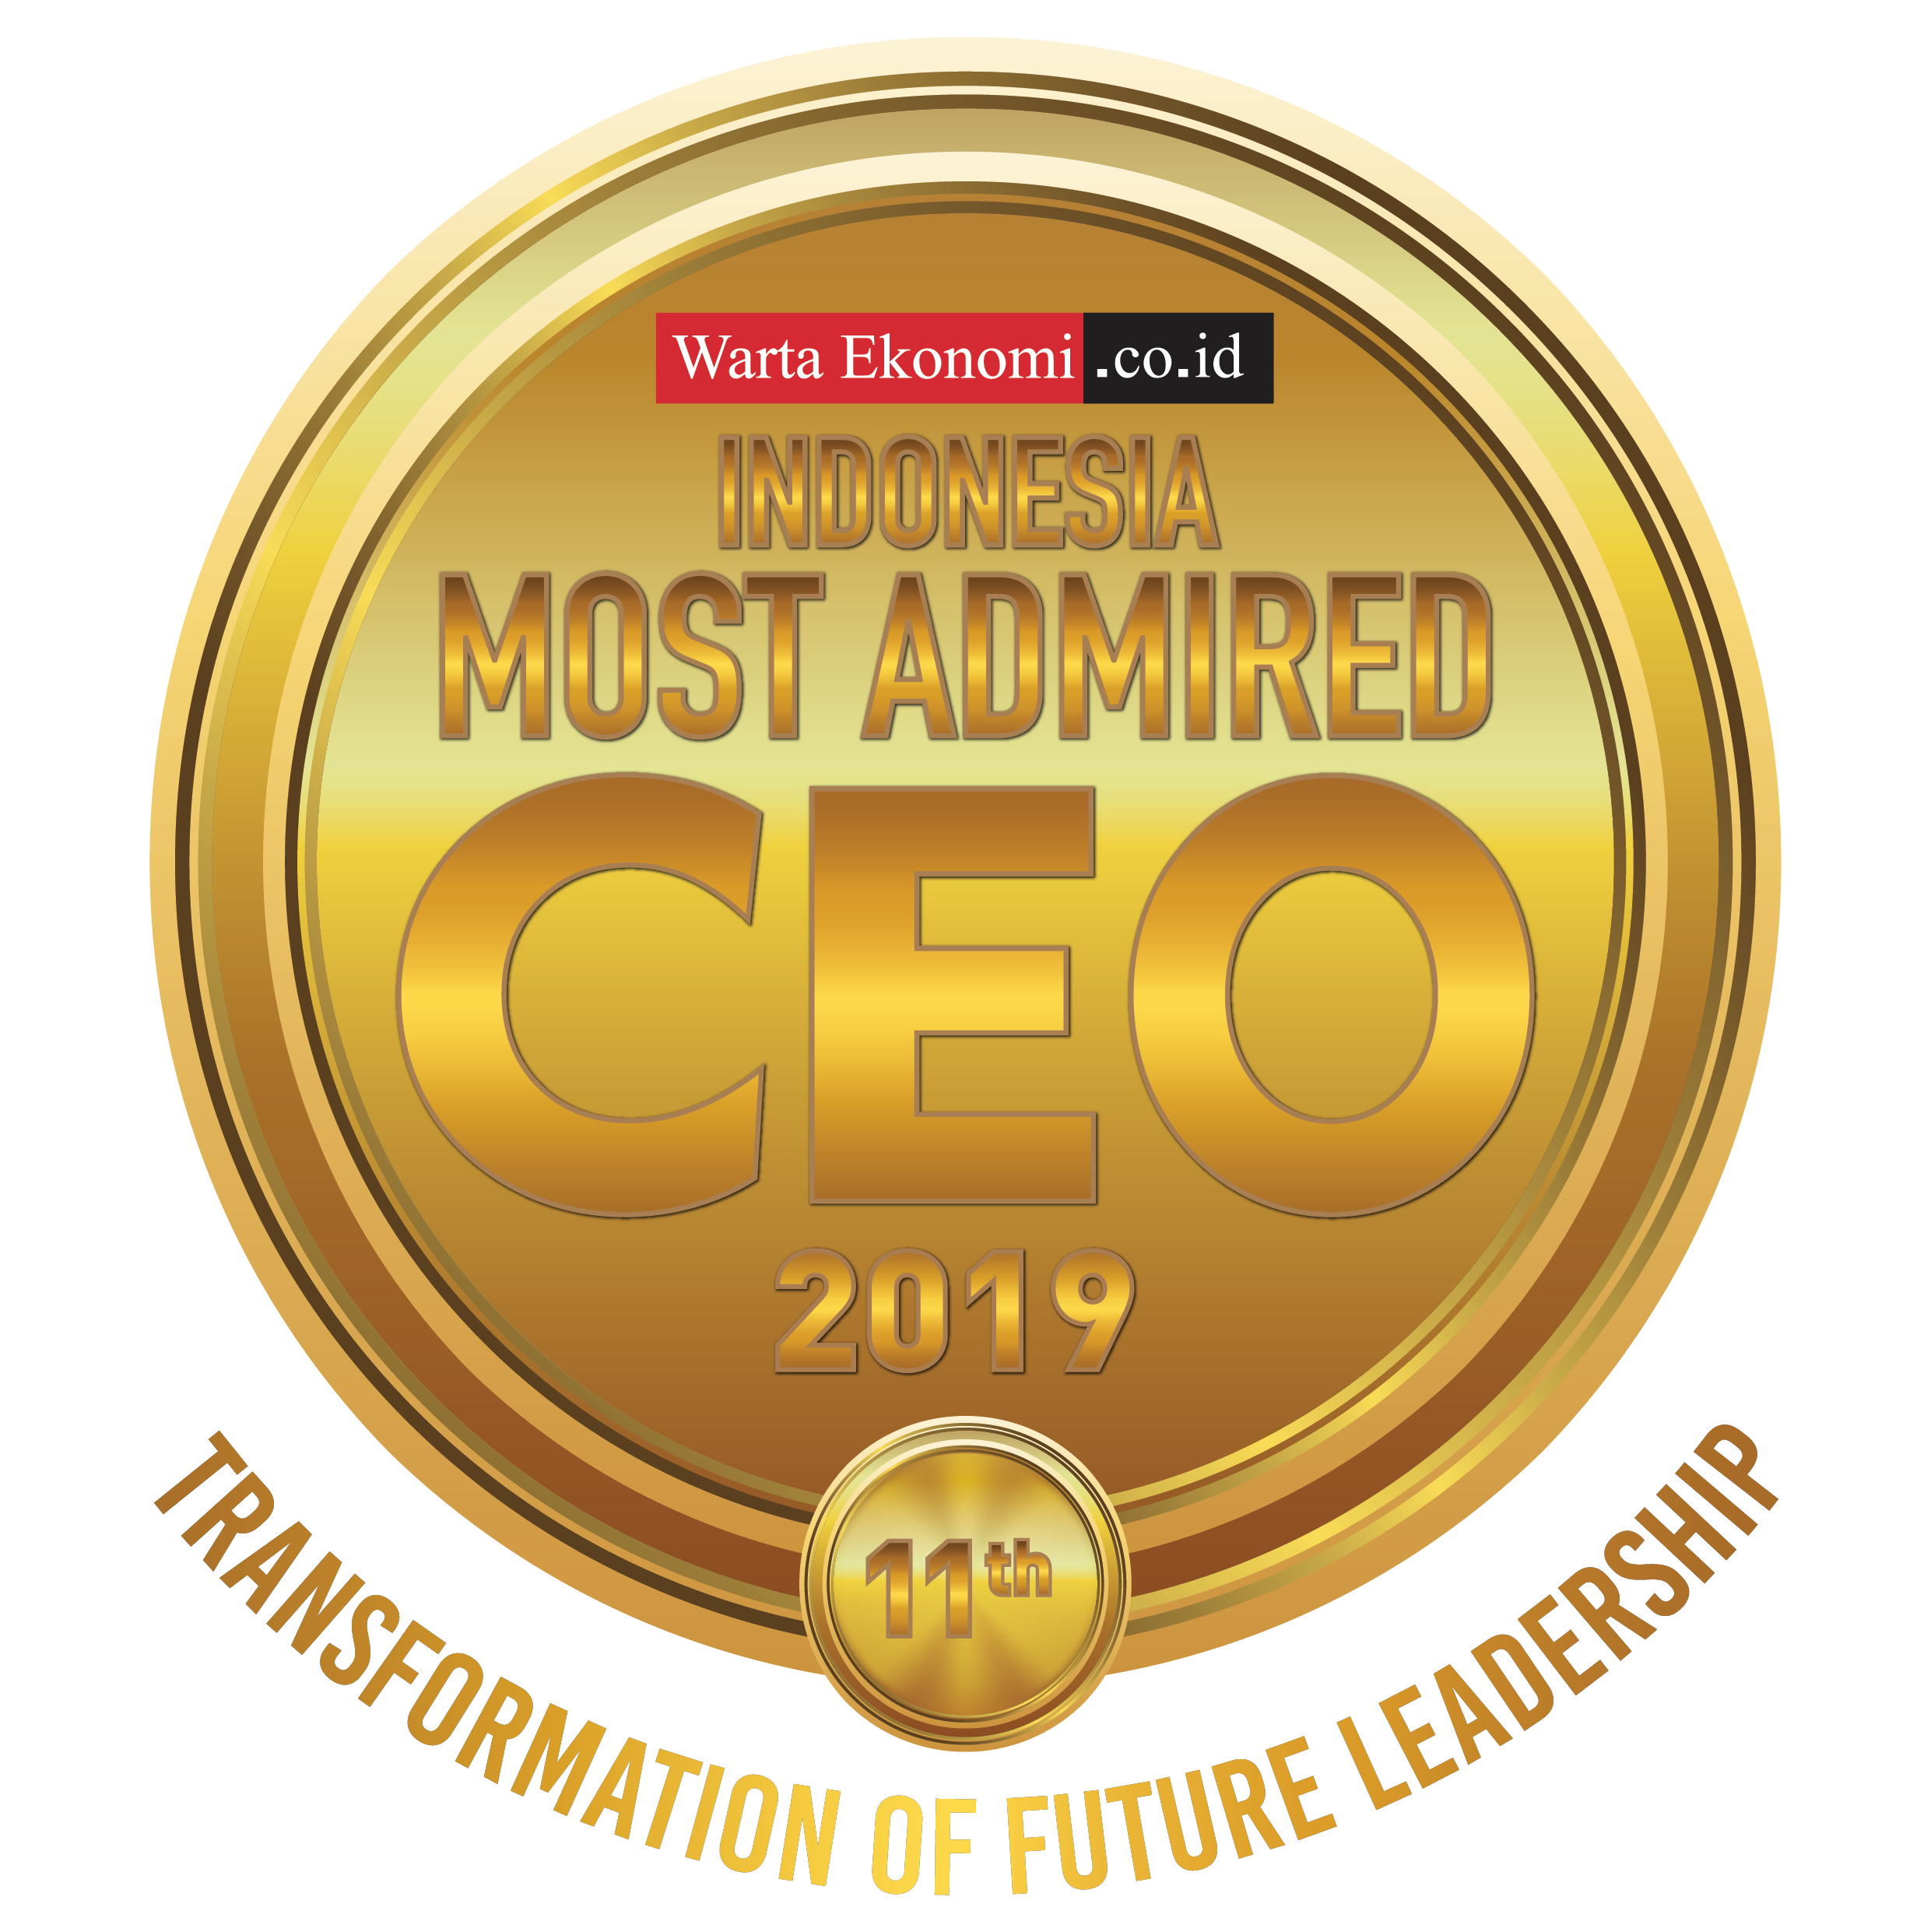 Warta Ekonomi.co.id
INDONESIA
MOST ADMIRED
CEO
2019
11th
TRANSFORMATION OF FUTURE LEADERSHIP